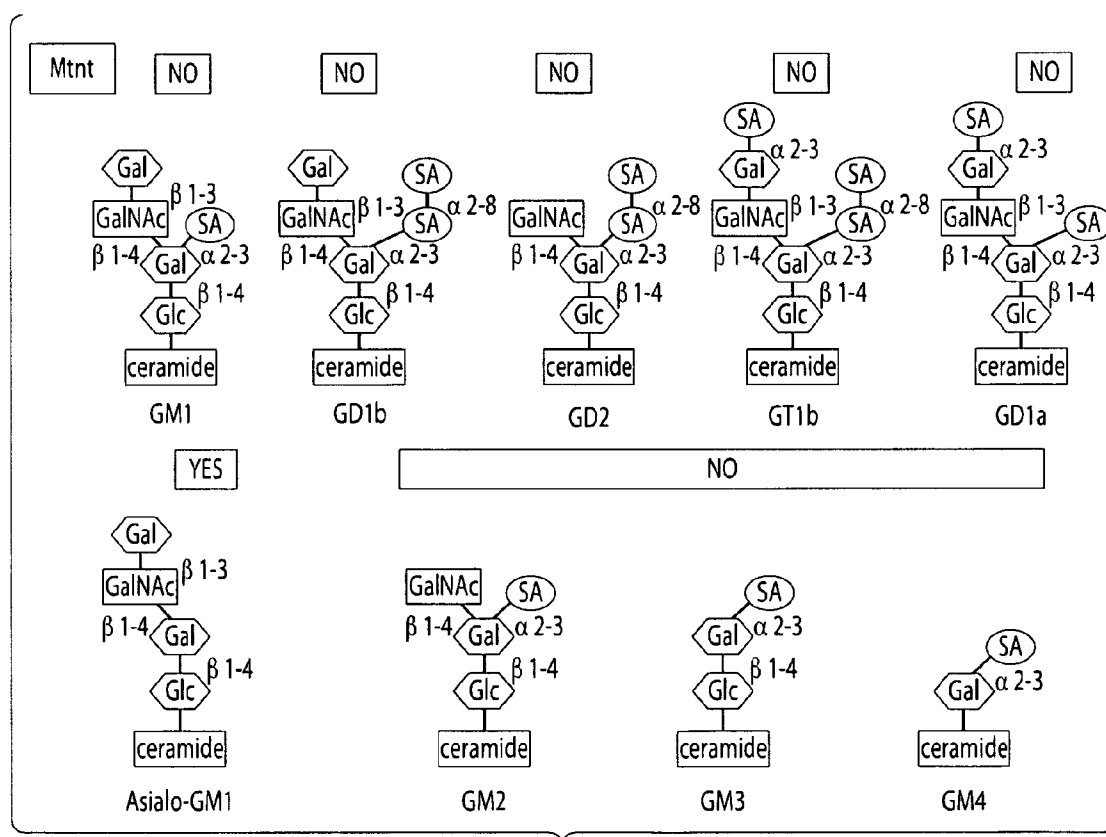 Mtnt NO NO NO NO NO
SA SA
Gal Gal SA SA Gal α 2-3 SA Gal α 2-3
GalNAc β 1-3 SA GalNAc β 1-3 SA α 2-8 GalNAc SA α 2-8 GalNAc β 1-3 SA α 2-8 GalNAc β 1-3 SA
β 1-4 Gal α 2-3 β 1-4 Gal α 2-3 β 1-4 Gal α 2-3 β 1-4 Gal α 2-3 β 1-4 Gal α 2-3
Glc β 1-4 Glc β 1-4 Glc β 1-4 Glc β 1-4 Glc β 1-4
ceramide ceramide ceramide ceramide ceramide
GM1 GD1b GD2 GT1b GD1a
YES NO
Gal
GalNAc β 1-3 GalNAc SA SA
β 1-4 Gal β 1-4 Gal α 2-3 Gal α 2-3 SA
Glc β 1-4 Glc β 1-4 Glc β 1-4 Gal α 2-3
ceramide ceramide ceramide ceramide
Asialo-GM1 GM2 GM3 GM4